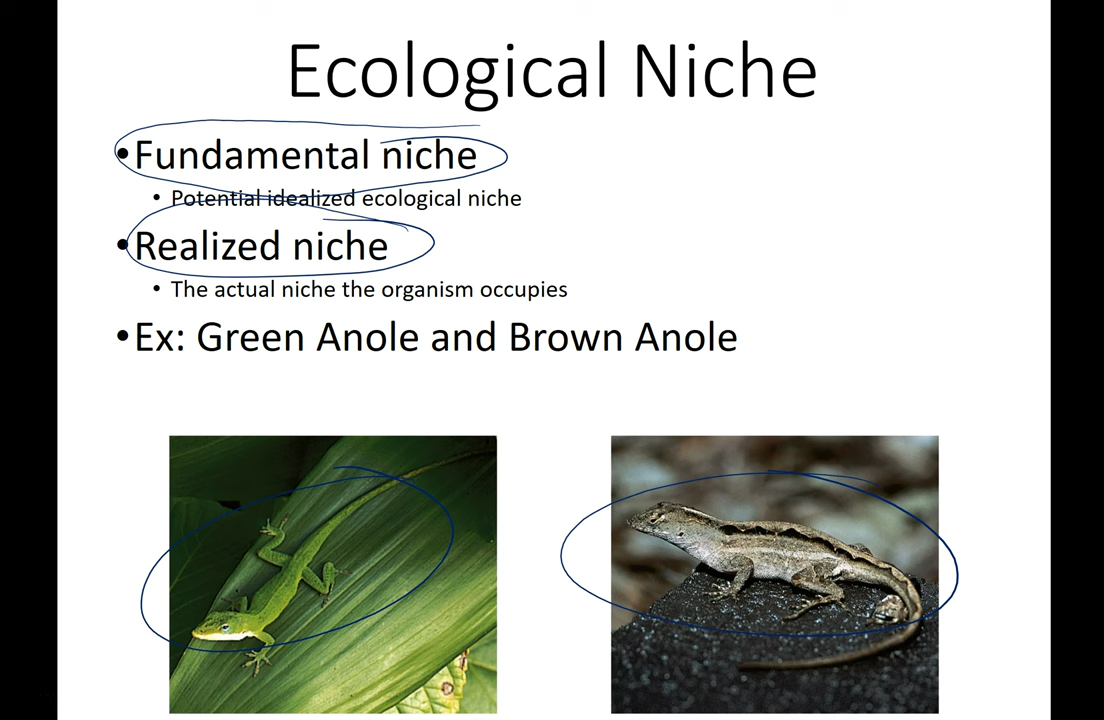 Ecological Niche
•Fundamental niche
• Potential idealized ecological niche
•Realized niche
• The actual niche the organism occupies
•Ex: Green Anole and Brown Anole